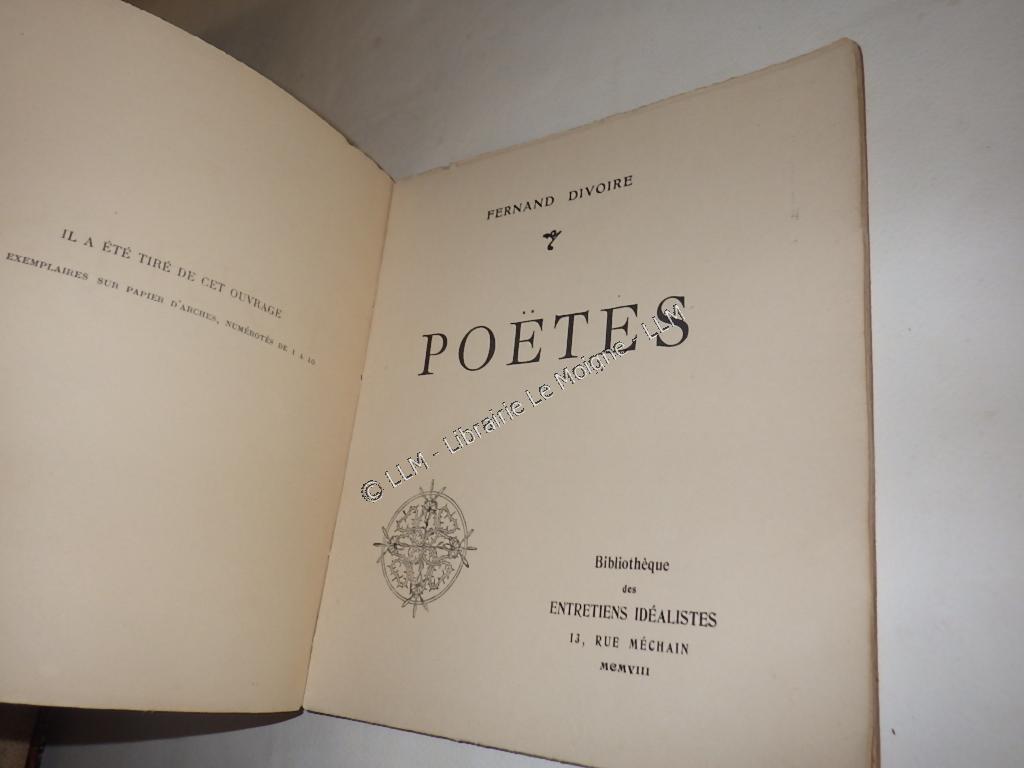 IL A ÉTÉ TIRÉ DE CET OUVRAGE
EXEMPLAIRES SUR PAPIER D'ARCHES, NUMÉROTÉS DE 1 A 10
FERNAND DIVOIRE
POËTES
© LLM - Librairie Le Moigne - LLM
Bibliothèque
des
ENTRETIENS IDÉALISTES
13, RUE MÉCHAIN
MCMVIII